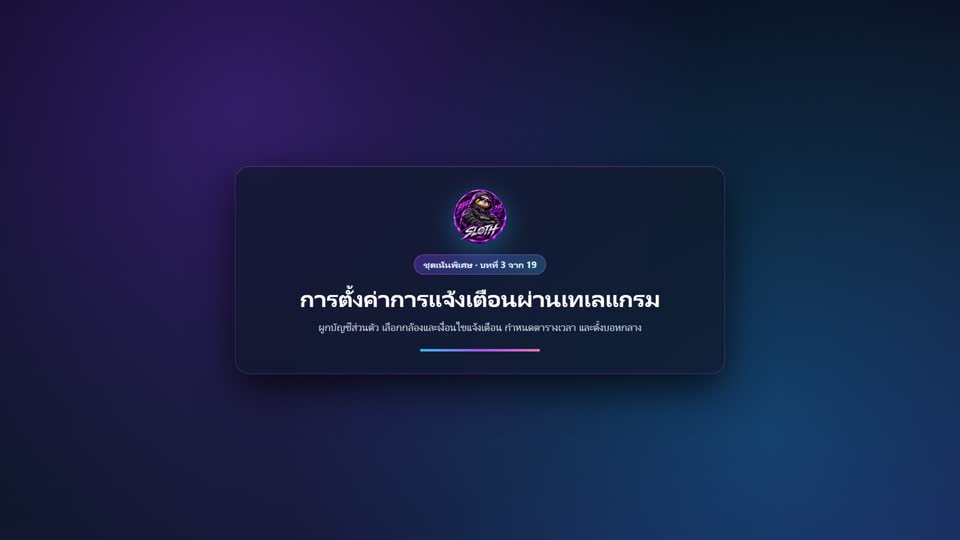 SLOTH
ชุดเน้นพิเศษ · บทที่ 3 จาก 19
การตั้งค่าการแจ้งเตือนผ่านเทเลแกรม
ผูกบัญชีส่วนตัว เลือกกล้องและเงื่อนไขแจ้งเตือน กำหนดตารางเวลา และตั้งบอทกลาง